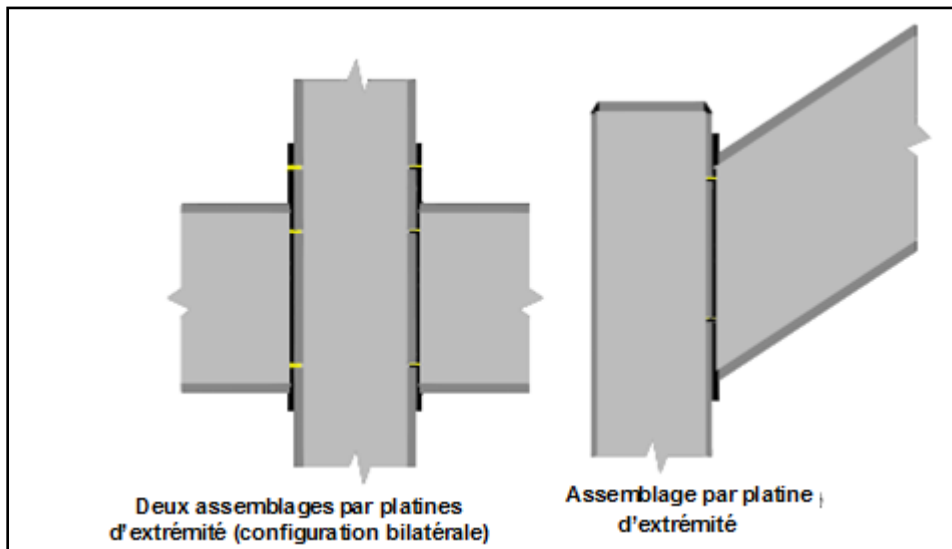 Deux assemblages par platines
d'extrémité (configuration bilatérale)
Assemblage par platine
d'extrémité